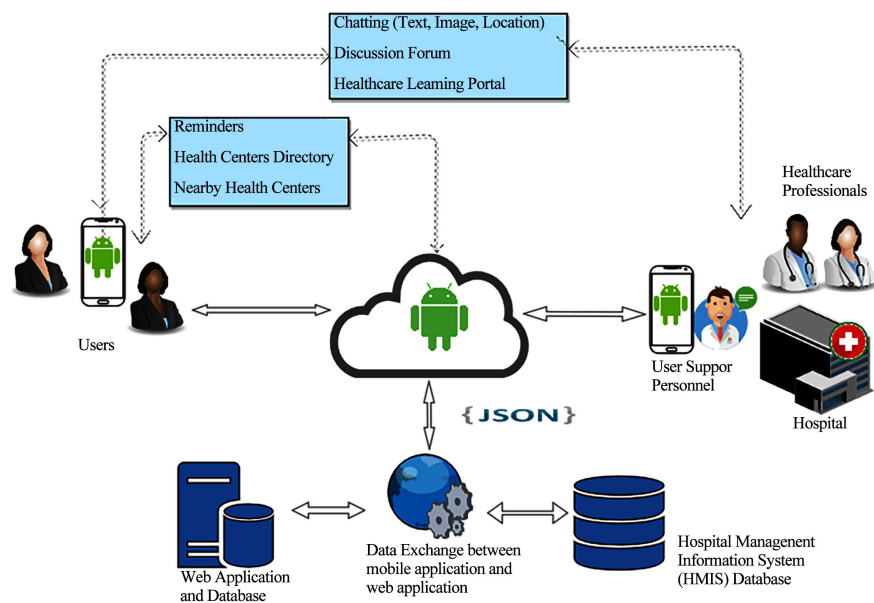 Chatting (Text, Image, Location)
Discussion Forum
Healthcare Learning Portal
Reminders
Health Centers Directory
Nearby Health Centers
Healthcare
Professionals
Users
User Suppor
Personnel
Hospital
{JSON}
Web Application
and Database
Data Exchange between
mobile application and
web application
Hospital Managenent
Information System
(HMIS) Database